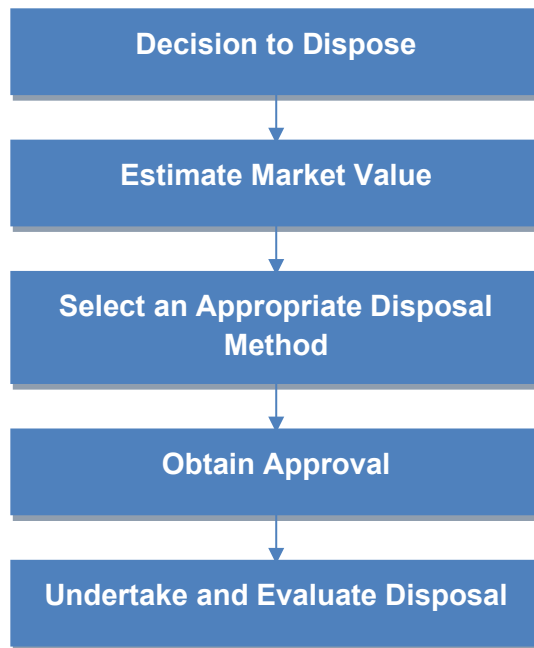 Decision to Dispose
Estimate Market Value
Select an Appropriate Disposal
Method
Obtain Approval
Undertake and Evaluate Disposal